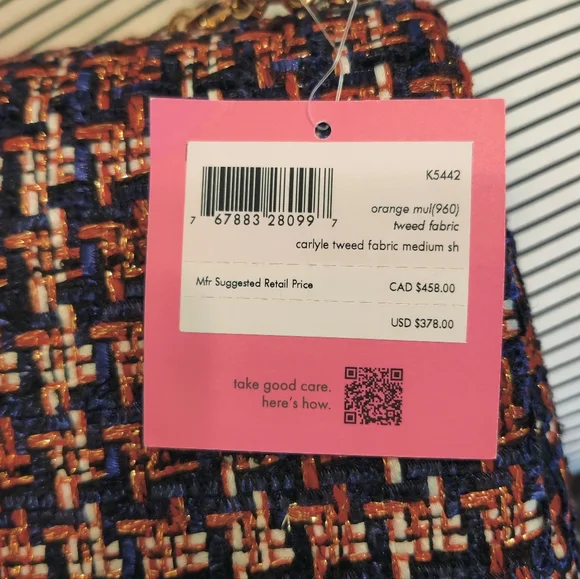 K5442
7 67883 28099 7
orange mul(960)
tweed fabric
carlyle tweed fabric medium sh
Mfr Suggested Retail Price CAD $458.00
USD $378.00
take good care.
here's how.